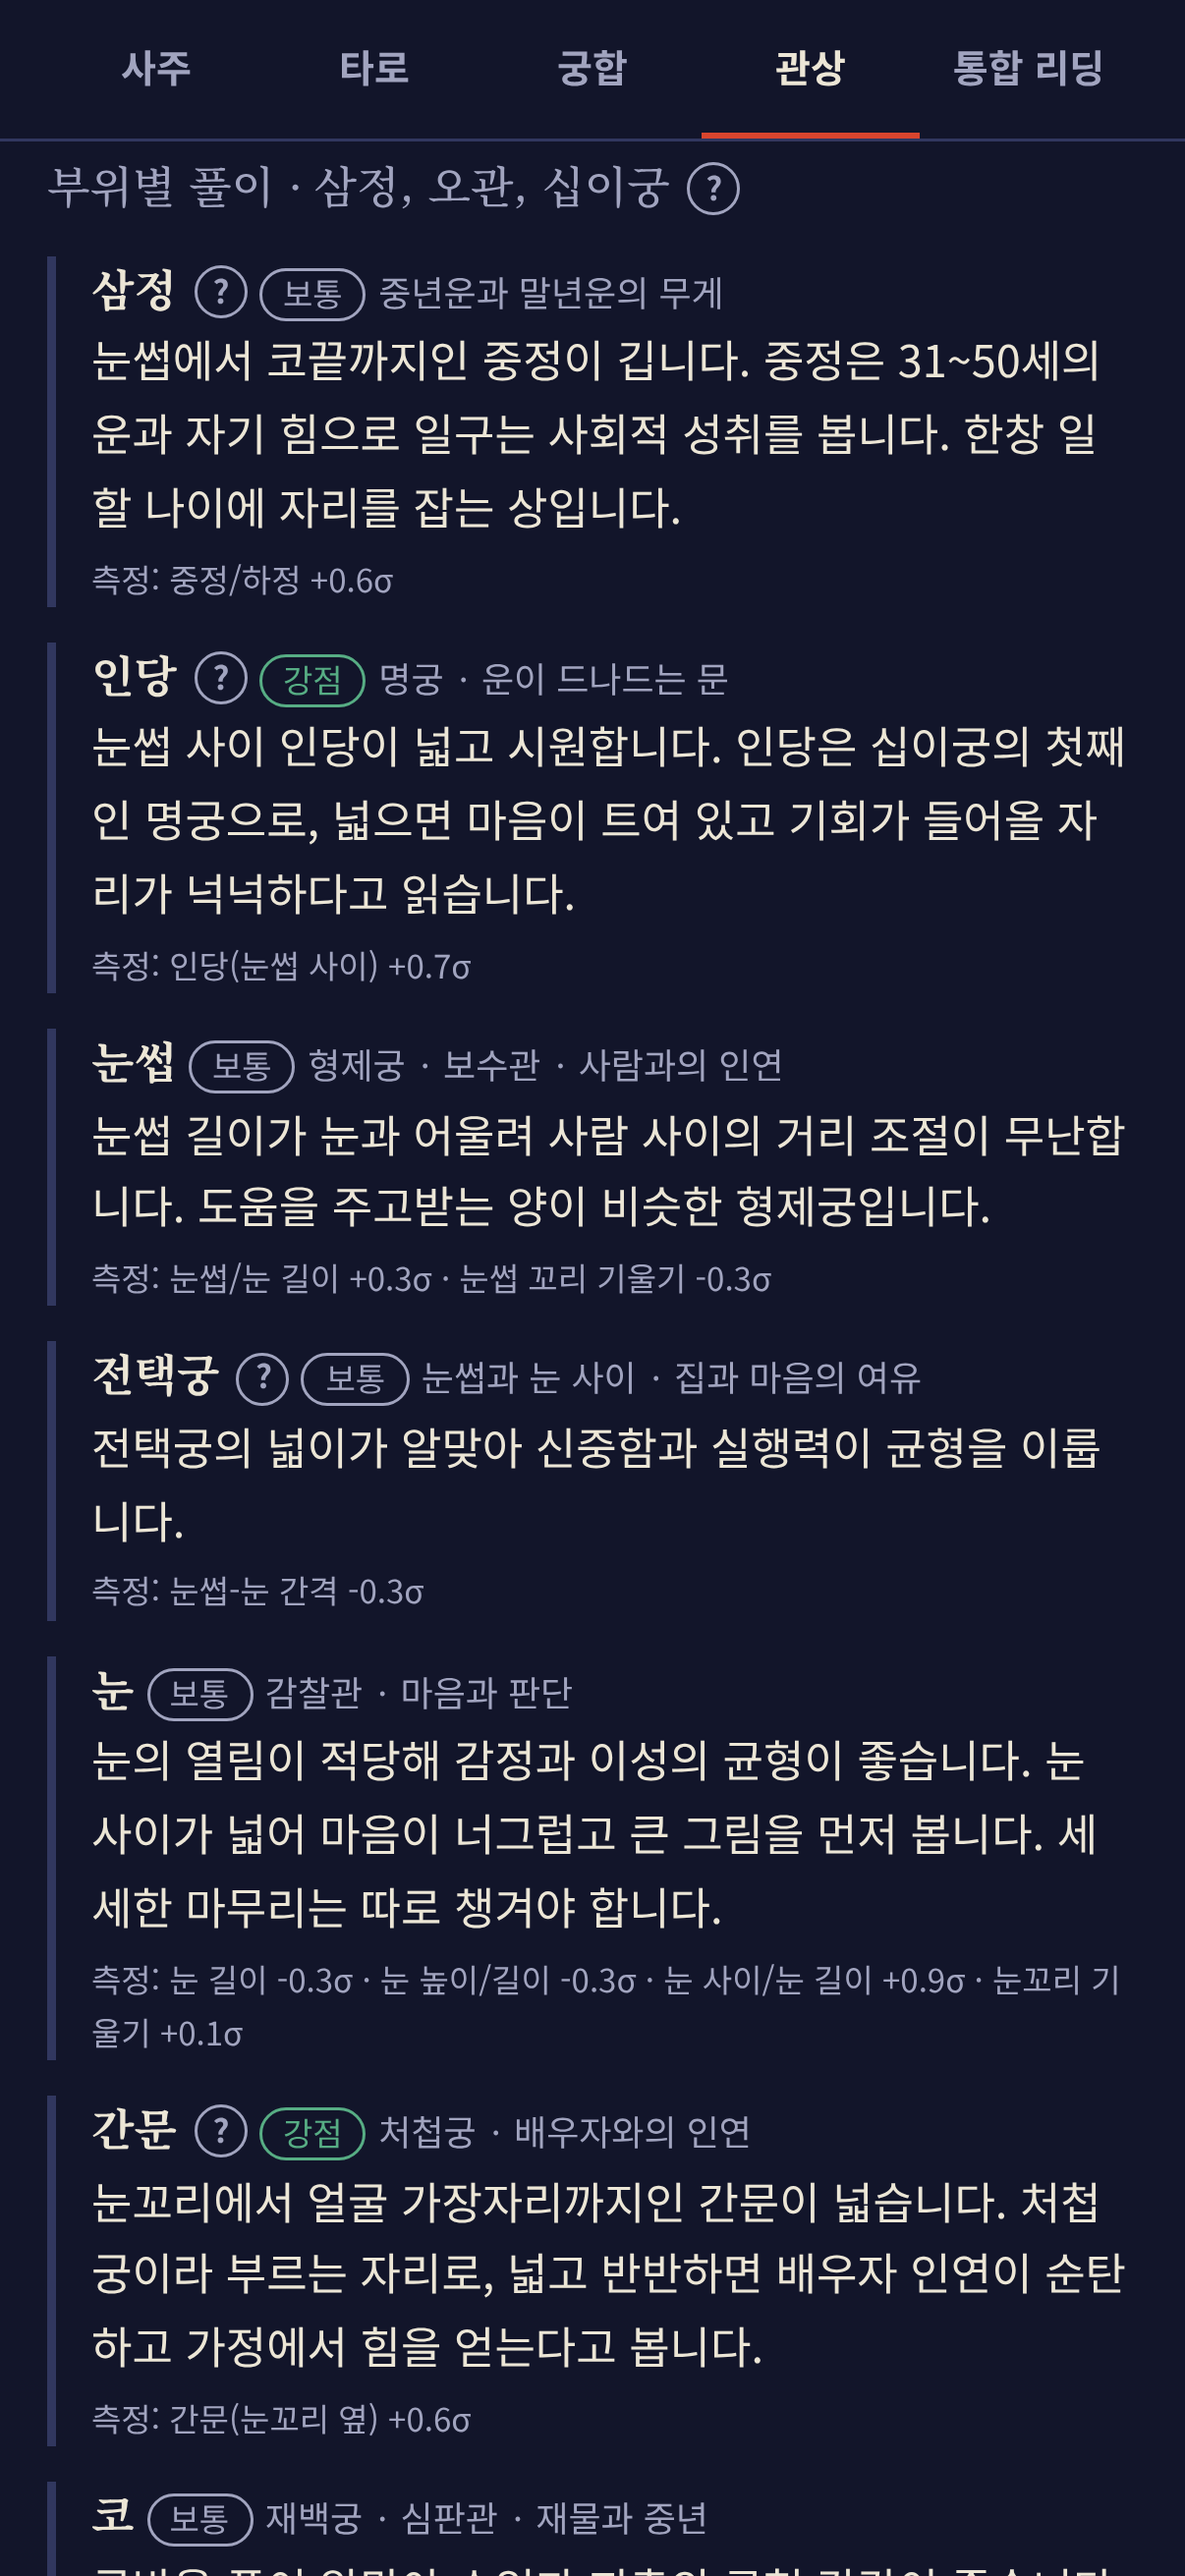 사주 타로 궁합 관상 통합 리딩
부위별 풀이 · 삼정, 오관, 십이궁 ?
삼정 ? 보통 중년운과 말년운의 무게
눈썹에서 코끝까지인 중정이 깁니다. 중정은 31~50세의
운과 자기 힘으로 일구는 사회적 성취를 봅니다. 한창 일
할 나이에 자리를 잡는 상입니다.
측정: 중정/하정 +0.6σ
인당 ? 강점 명궁 · 운이 드나드는 문
눈썹 사이 인당이 넓고 시원합니다. 인당은 십이궁의 첫째
인 명궁으로, 넓으면 마음이 트여 있고 기회가 들어올 자
리가 넉넉하다고 읽습니다.
측정: 인당(눈썹 사이) +0.7σ
눈썹 보통 형제궁 · 보수관 · 사람과의 인연
눈썹 길이가 눈과 어울려 사람 사이의 거리 조절이 무난합
니다. 도움을 주고받는 양이 비슷한 형제궁입니다.
측정: 눈썹/눈 길이 +0.3σ · 눈썹 꼬리 기울기 -0.3σ
전택궁 ? 보통 눈썹과 눈 사이 · 집과 마음의 여유
전택궁의 넓이가 알맞아 신중함과 실행력이 균형을 이룹
니다.
측정: 눈썹-눈 간격 -0.3σ
눈 보통 감찰관 · 마음과 판단
눈의 열림이 적당해 감정과 이성의 균형이 좋습니다. 눈
사이가 넓어 마음이 너그럽고 큰 그림을 먼저 봅니다. 세
세한 마무리는 따로 챙겨야 합니다.
측정: 눈 길이 -0.3σ · 눈 높이/길이 -0.3σ · 눈 사이/눈 길이 +0.9σ · 눈꼬리 기
울기 +0.1σ
간문 ? 강점 처첩궁 · 배우자와의 인연
눈꼬리에서 얼굴 가장자리까지인 간문이 넓습니다. 처첩
궁이라 부르는 자리로, 넓고 반반하면 배우자 인연이 순탄
하고 가정에서 힘을 얻는다고 봅니다.
측정: 간문(눈꼬리 옆) +0.6σ
코 보통 재백궁 · 심판관 · 재물과 중년